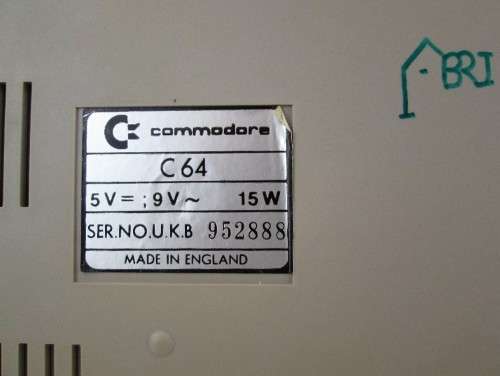 commodore
C64
5V= ; 9V~ 15W
SER.NO.U.K.B 952888
MADE IN ENGLAND
BRI